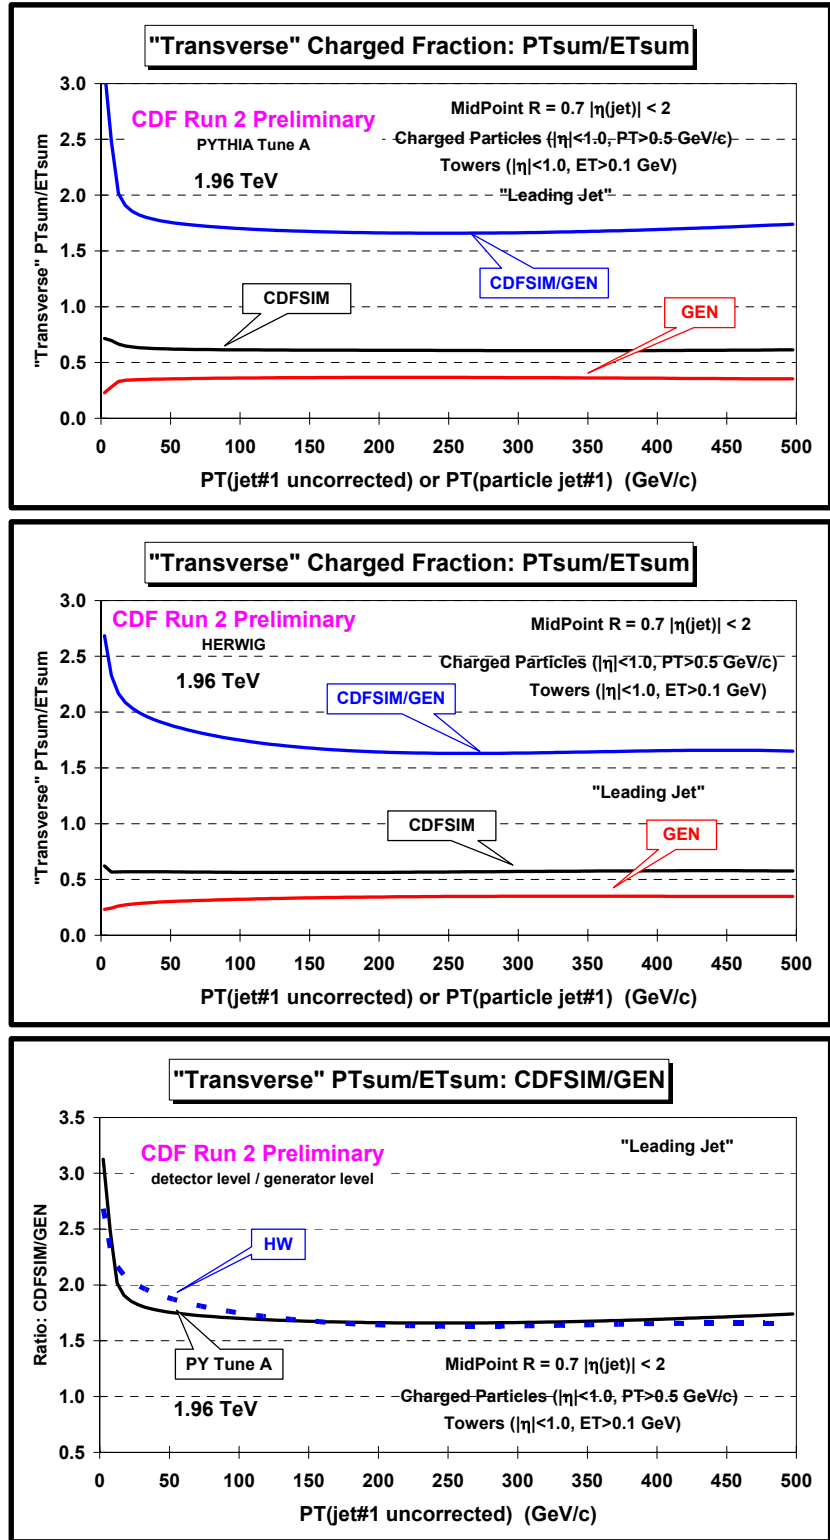 "Transverse" Charged Fraction: PTsum/ETsum
"Transverse" PTsum/ETsum
3.0
2.5
2.0
1.5
1.0
0.5
0.0
CDF Run 2 Preliminary
PYTHIA Tune A
1.96 TeV
MidPoint R = 0.7 |η(jet)| < 2
Charged Particles (|η|<1.0, PT>0.5 GeV/c)
Towers (|η|<1.0, ET>0.1 GeV)
"Leading Jet"
CDFSIM/GEN
CDFSIM
GEN
0 50 100 150 200 250 300 350 400 450 500
PT(jet#1 uncorrected) or PT(particle jet#1) (GeV/c)
"Transverse" Charged Fraction: PTsum/ETsum
"Transverse" PTsum/ETsum
3.0
2.5
2.0
1.5
1.0
0.5
0.0
CDF Run 2 Preliminary
HERWIG
1.96 TeV
MidPoint R = 0.7 |η(jet)| < 2
Charged Particles (|η|<1.0, PT>0.5 GeV/c)
Towers (|η|<1.0, ET>0.1 GeV)
CDFSIM/GEN
"Leading Jet"
CDFSIM
GEN
0 50 100 150 200 250 300 350 400 450 500
PT(jet#1 uncorrected) or PT(particle jet#1) (GeV/c)
"Transverse" PTsum/ETsum: CDFSIM/GEN
Ratio: CDFSIM/GEN
3.5
3.0
2.5
2.0
1.5
1.0
0.5
CDF Run 2 Preliminary
detector level / generator level
"Leading Jet"
HW
PY Tune A
1.96 TeV
MidPoint R = 0.7 |η(jet)| < 2
Charged Particles (|η|<1.0, PT>0.5 GeV/c)
Towers (|η|<1.0, ET>0.1 GeV)
0 50 100 150 200 250 300 350 400 450 500
PT(jet#1 uncorrected) (GeV/c)